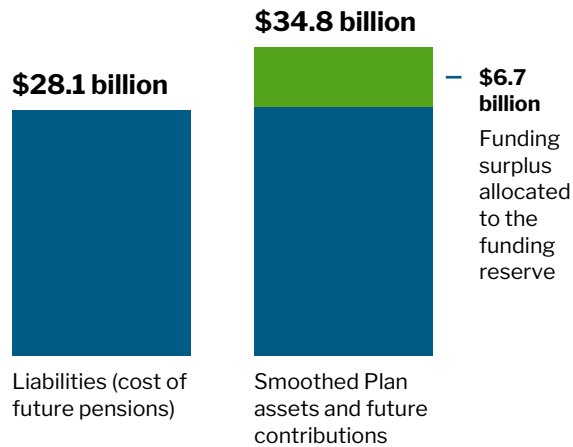 $28.1 billion
$34.8 billion
$6.7
billion
Funding
surplus
allocated
to the
funding
reserve
Liabilities (cost of
future pensions)
Smoothed Plan
assets and future
contributions